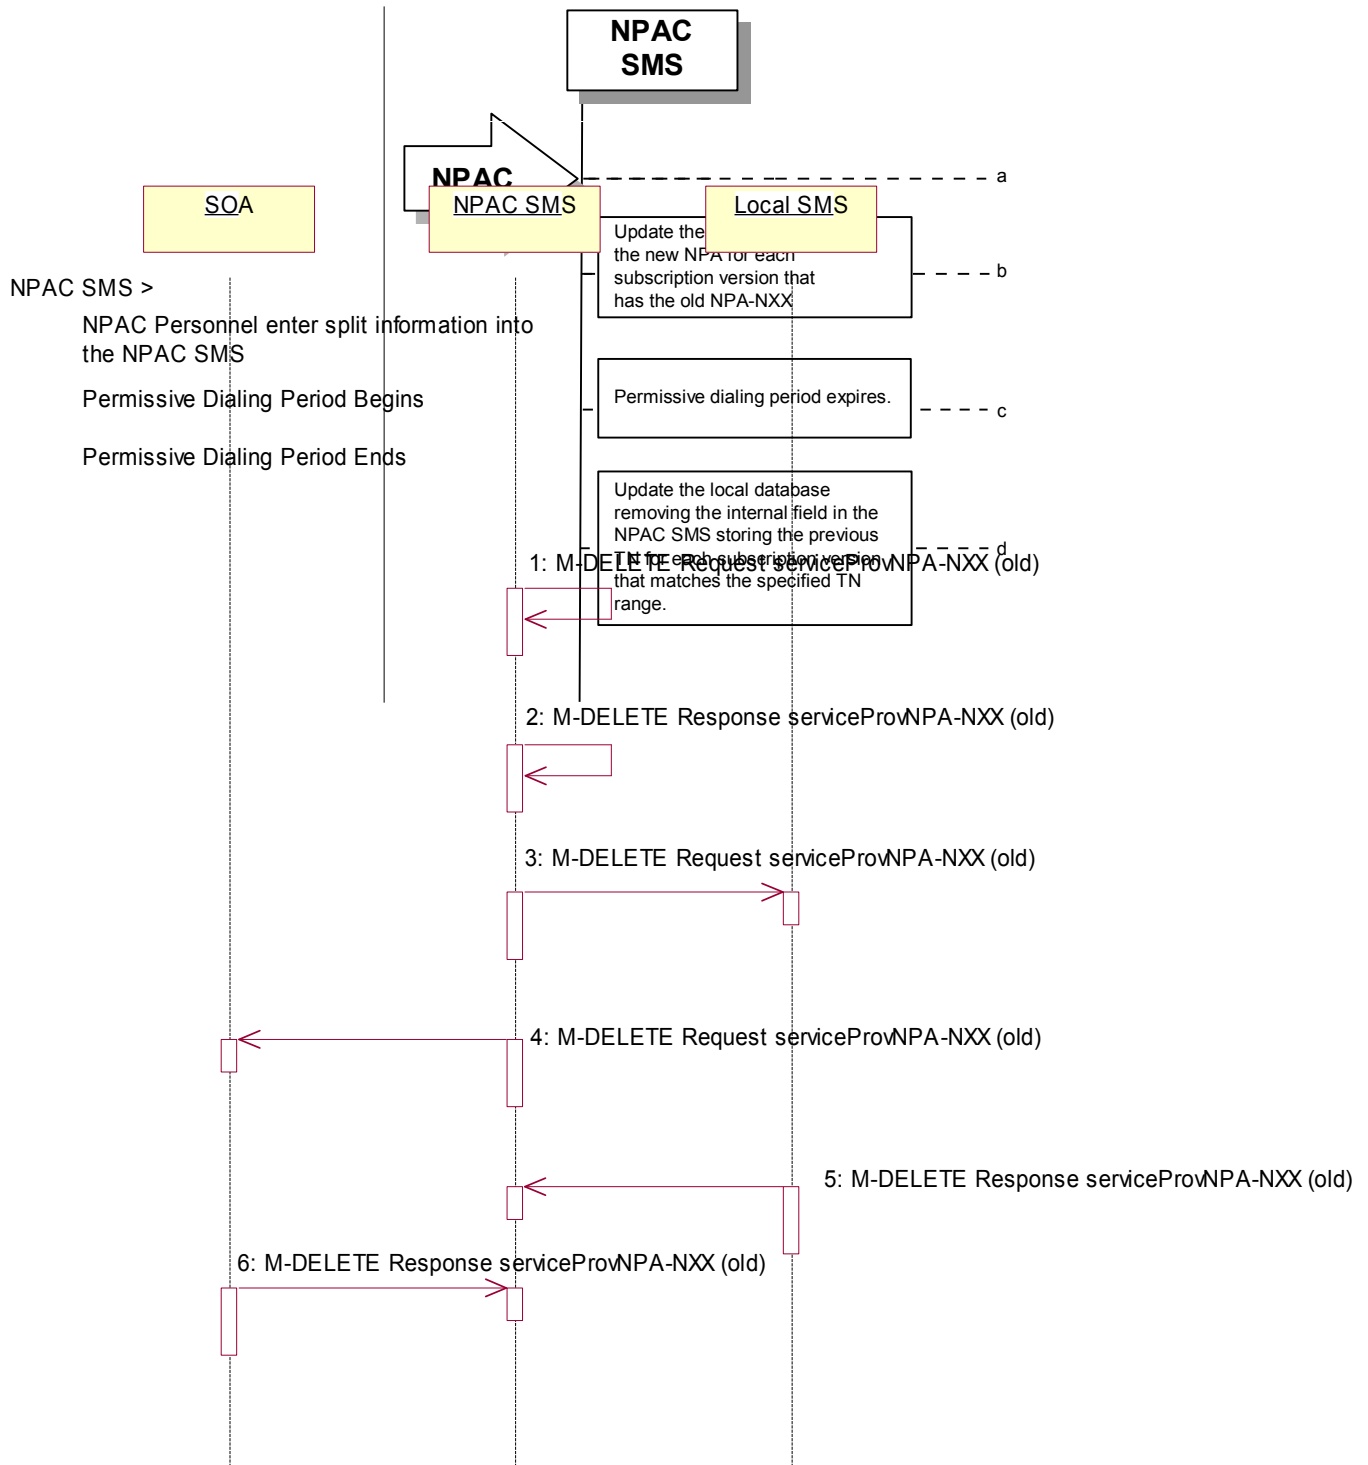 NPAC
SMS
NPAC
a
SOA
NPAC SMS
Local SMS
Update the
the new NPA for each
subscription version that
has the old NPA-NXX
b
NPAC SMS >
NPAC Personnel enter split information into
the NPAC SMS
Permissive Dialing Period Begins
Permissive dialing period expires.
c
Permissive Dialing Period Ends
Update the local database
removing the internal field in the
NPAC SMS storing the previous
TN for each subscription version
that matches the specified TN
range.
d
1: M-DELETE Request serviceProvNPA-NXX (old)
2: M-DELETE Response serviceProvNPA-NXX (old)
3: M-DELETE Request serviceProvNPA-NXX (old)
4: M-DELETE Request serviceProvNPA-NXX (old)
5: M-DELETE Response serviceProvNPA-NXX (old)
6: M-DELETE Response serviceProvNPA-NXX (old)